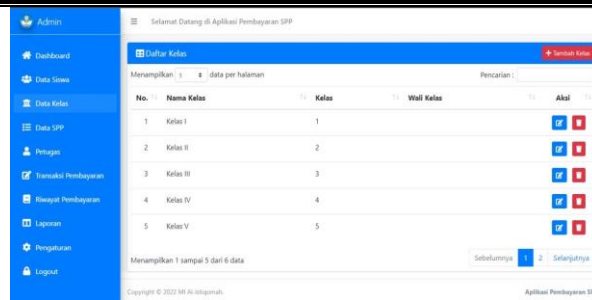 Admin
Selamat Datang di Aplikasi Pembayaran SPP
Dashboard
Data Siswa
Data Kelas
Data SPP
Petugas
Transaksi Pembayaran
Riwayat Pembayaran
Laporan
Pengaturan
Logout
Daftar Kelas
+ Tambah Kelas
Menampilkan 5 data per halaman
Pencarian :
No. Nama Kelas Kelas Wali Kelas Aksi
1 Kelas I 1
2 Kelas II 2
3 Kelas III 3
4 Kelas IV 4
5 Kelas V 5
Menampilkan 1 sampai 5 dari 6 data
Sebelumnya 1 2 Selanjutnya
Copyright © 2022 MI Al-Istiqomah.
Aplikasi Pembayaran